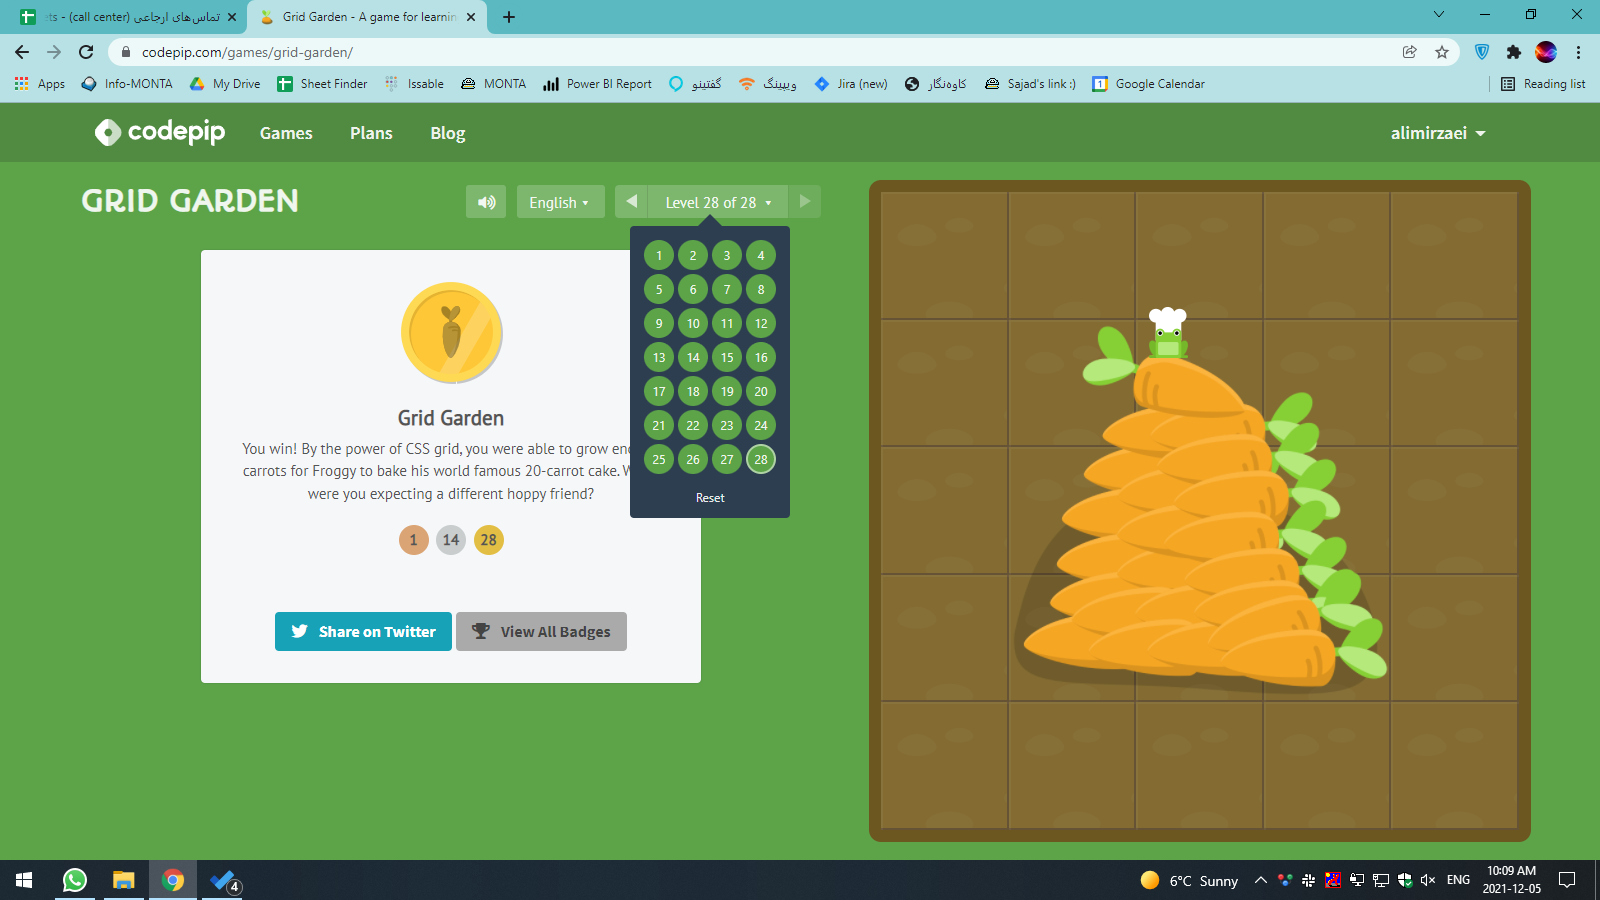 تماس‌های ارجاعی (call center) - ets
Grid Garden - A game for learnin
codepip.com/games/grid-garden/
Apps
Info-MONTA
My Drive
Sheet Finder
Issable
MONTA
Power BI Report
گفتینو
ویپینگ
Jira (new)
کاوه‌نگار
Sajad's link :)
1
Google Calendar
Reading list
codepip
Games
Plans
Blog
alimirzaei
GRID GARDEN
English
Level 28 of 28
1 2 3 4
5 6 7 8
9 10 11 12
13 14 15 16
17 18 19 20
21 22 23 24
25 26 27 28
Reset
Grid Garden
You win! By the power of CSS grid, you were able to grow en
carrots for Froggy to bake his world famous 20-carrot cake. W
were you expecting a different hoppy friend?
1 14 28
Share on Twitter
View All Badges
4
6°C Sunny
ENG
10:09 AM
2021-12-05